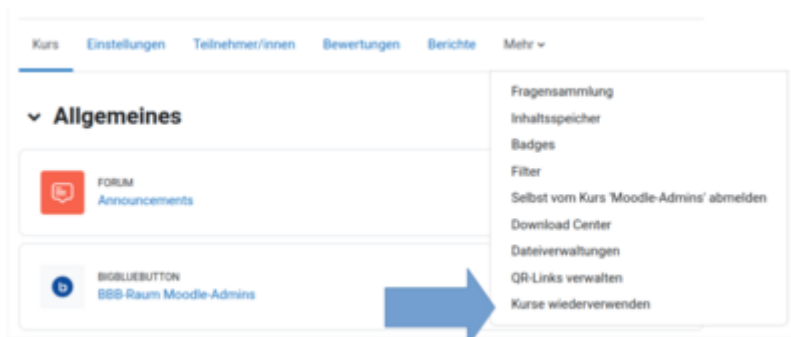 Kurs Einstellungen Teilnehmer/innen Bewertungen Berichte Mehr
Allgemeines
FORUM
Announcements
BIGBLUEBUTTON
BBB-Raum Moodle-Admins
Fragensammlung
Inhaltsspeicher
Badges
Filter
Selbst vom Kurs 'Moodle-Admins' abmelden
Download Center
Dateiverwaltungen
QR-Links verwalten
Kurse wiederverwenden